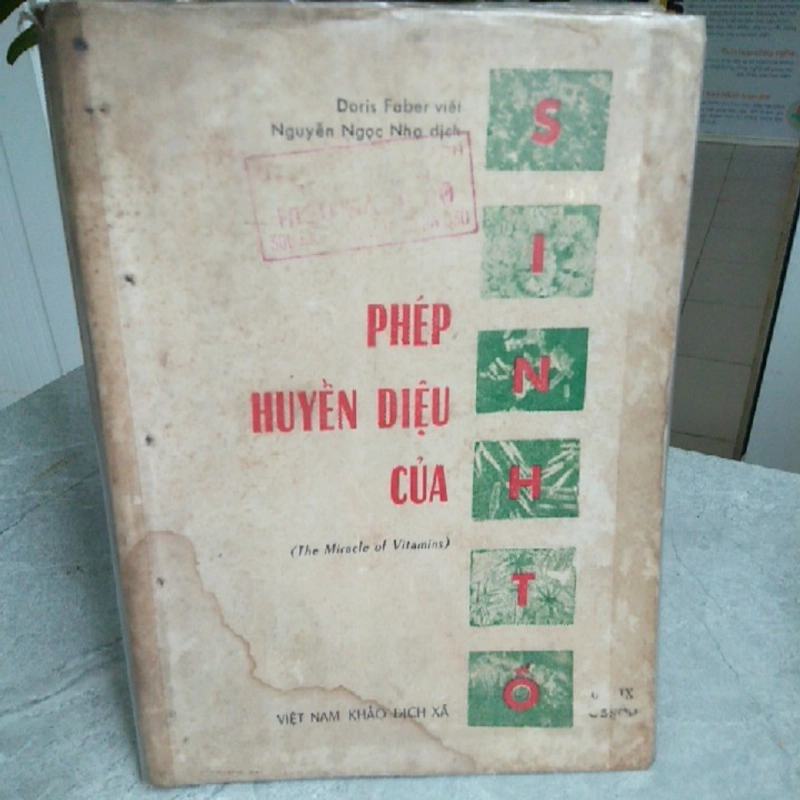 Doris Faber viết
Nguyễn Ngọc Nhạ dịch
PHÉP
HUYỀN DIỆU
CỦA
(The Miracle of Vitamins)
S
I
N
H
T
Ố
VIỆT NAM KHẢO DỊCH XÃ